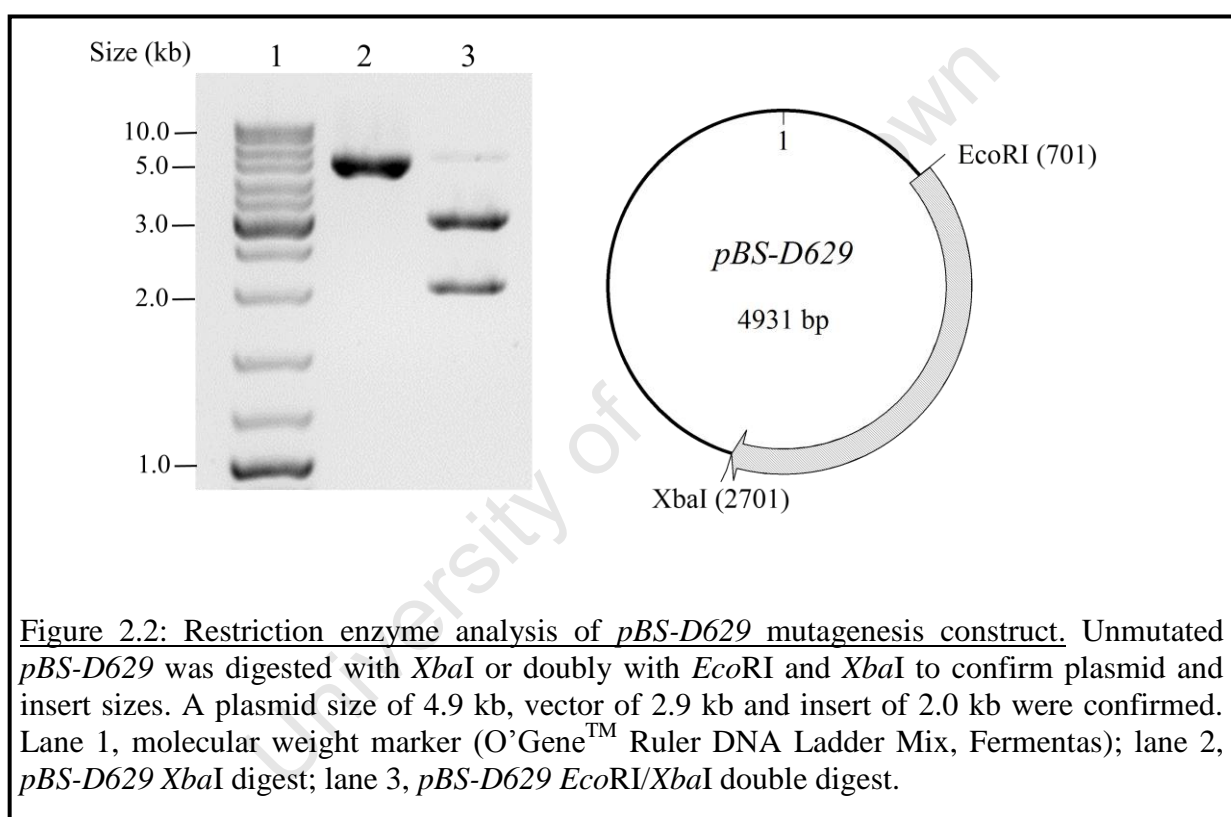 Size (kb) 1 2 3
10.0
5.0
3.0
2.0
1.0
1
EcoRI (701)
pBS-D629
4931 bp
XbaI (2701)
University of
own
Figure 2.2: Restriction enzyme analysis of pBS-D629 mutagenesis construct. Unmutated
pBS-D629 was digested with XbaI or doubly with EcoRI and XbaI to confirm plasmid and
insert sizes. A plasmid size of 4.9 kb, vector of 2.9 kb and insert of 2.0 kb were confirmed.
Lane 1, molecular weight marker (O’Gene™ Ruler DNA Ladder Mix, Fermentas); lane 2,
pBS-D629 XbaI digest; lane 3, pBS-D629 EcoRI/XbaI double digest.